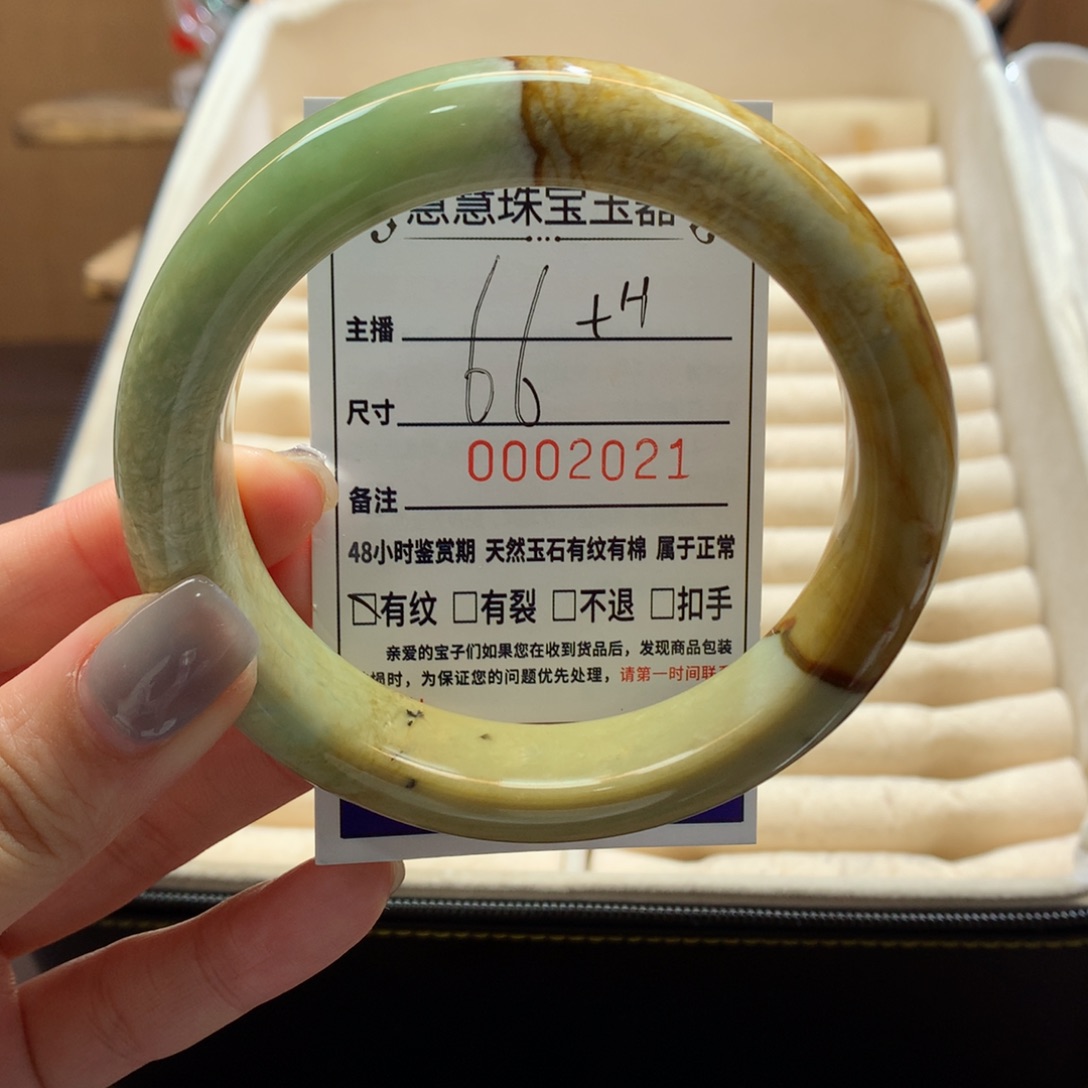 慧慧珠宝玉器
主播
66 +H
尺寸
0002021
备注
48小时鉴赏期 天然玉石有纹有棉 属于正常
☑有纹 □有裂 □不退 □扣手
亲爱的宝子们如果您在收到货品后，发现商品包装
损时，为保证您的问题优先处理，请第一时间联